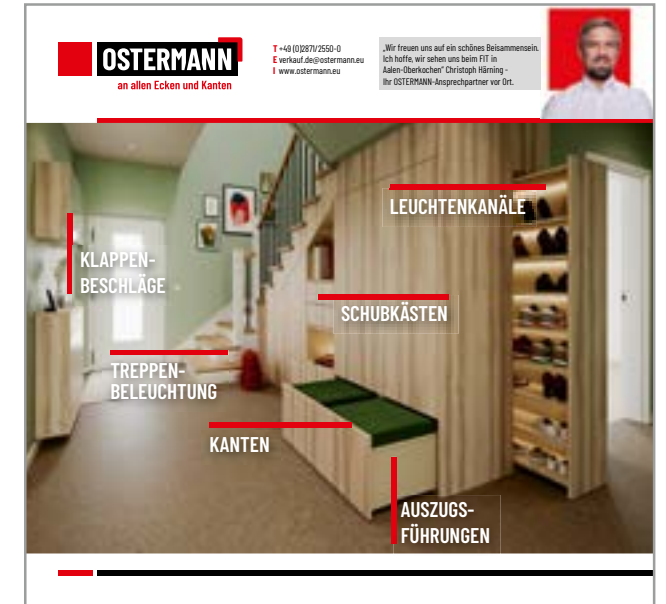 OSTERMANN
an allen Ecken und Kanten
T +49 (0)2871/2550-0
E verkauf.de@ostermann.eu
I www.ostermann.eu
„Wir freuen uns auf ein schönes Beisammensein.
Ich hoffe, wir sehen uns beim FIT in
Aalen-Oberkochen" Christoph Härning -
Ihr OSTERMANN-Ansprechpartner vor Ort.
LEUCHTENKANÄLE
KLAPPEN-
BESCHLÄGE
SCHUBKÄSTEN
TREPPEN-
BELEUCHTUNG
KANTEN
AUSZUGS-
FÜHRUNGEN